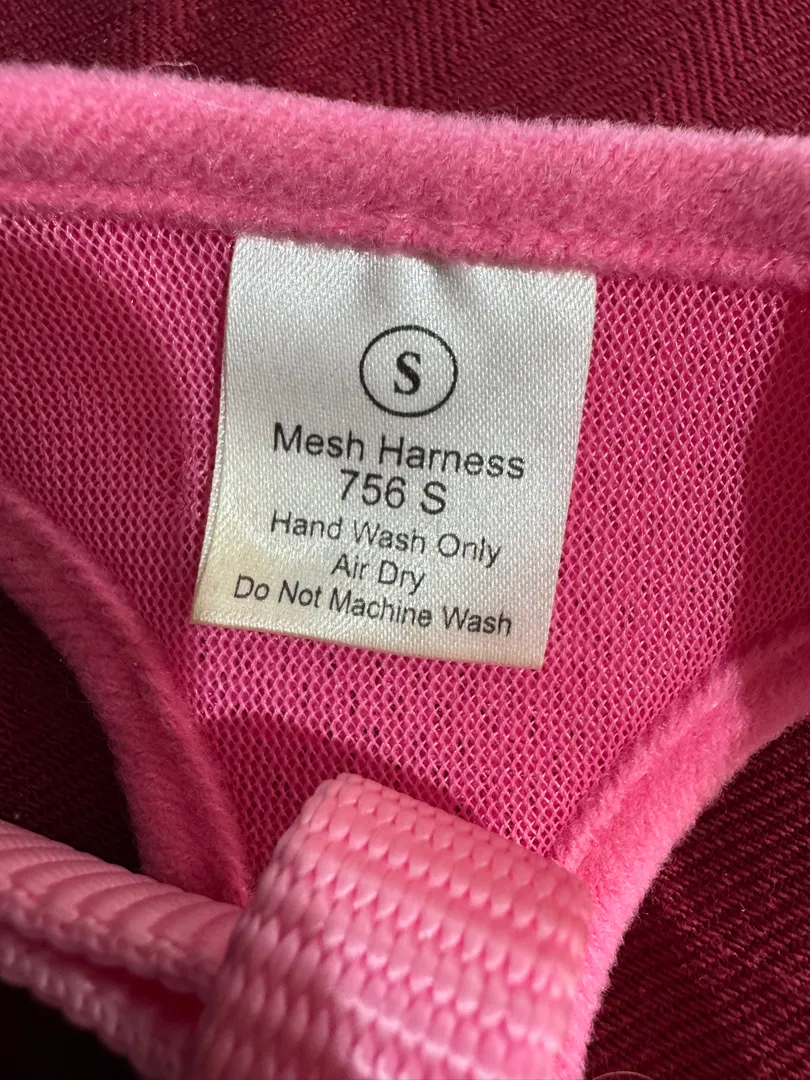 S
Mesh Harness
756 S
Hand Wash Only
Air Dry
Do Not Machine Wash